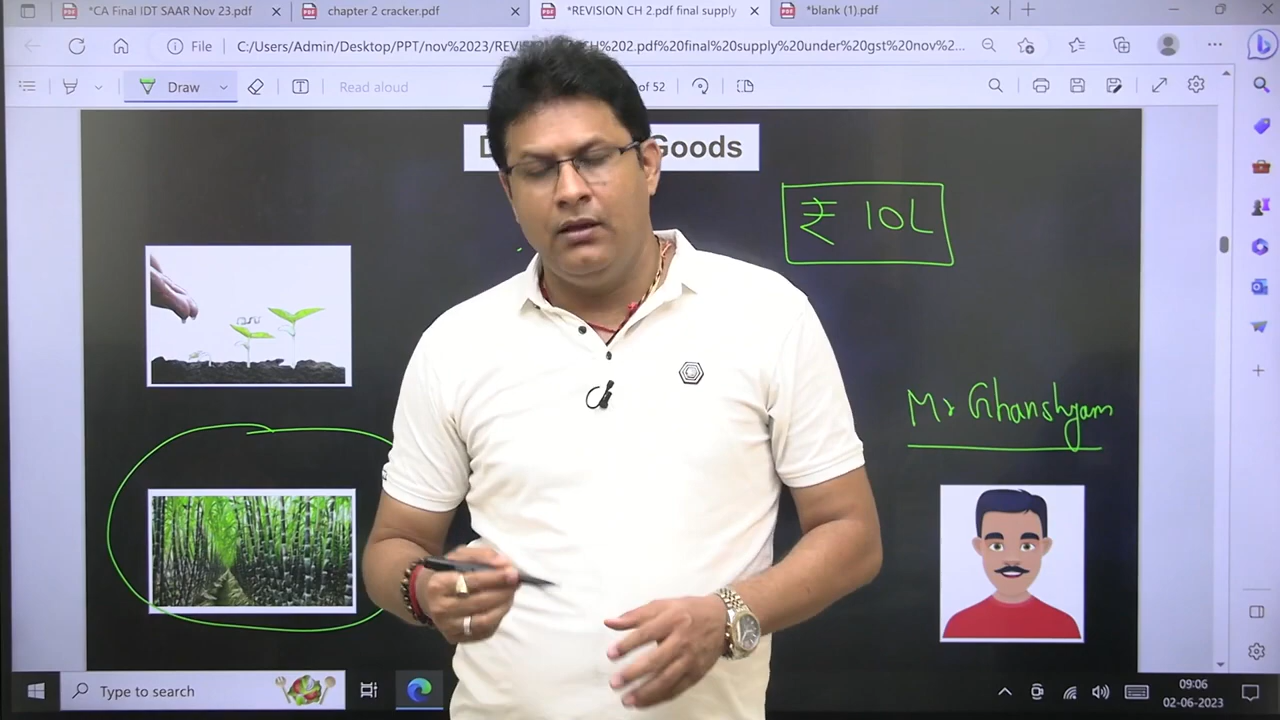 *CA Final IDT SAAR Nov 23.pdf
chapter 2 cracker.pdf
*REVISION CH 2.pdf final supply
*blank (1).pdf
File
C:/Users/Admin/Desktop/PPT/nov%2023/REVI
CH%202.pdf%20final%20supply%20under%20gst%20nov%2...
Draw
Read aloud
of 52
Goods
₹ 10L
Mr Ghanshyam
Type to search
09:06
02-06-2023